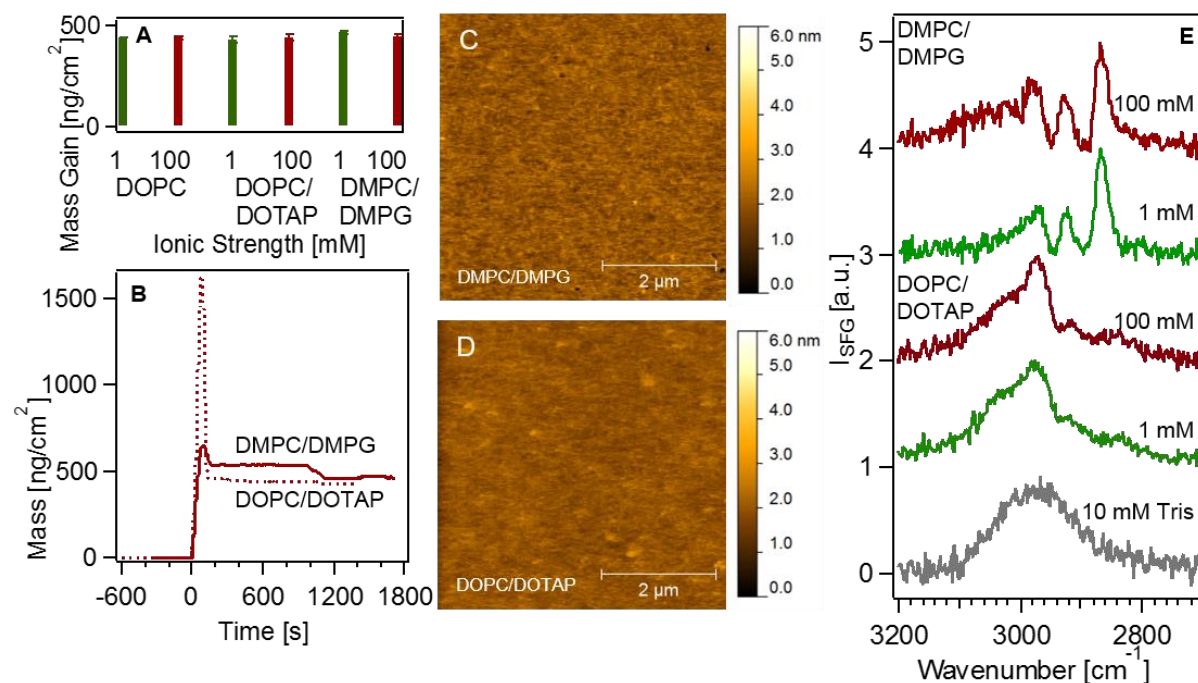 A
Mass Gain [ng/cm²]
500
0
1 100 1 100 1 100
DOPC DOPC/ DMPC/
DOTAP DMPG
Ionic Strength [mM]
B
Mass [ng/cm²]
1500
1000
500
0
DMPC/DMPG
DOPC/DOTAP
-600 0 600 1200 1800
Time [s]
C
DMPC/DMPG
2 µm
6.0 nm
5.0
4.0
3.0
2.0
1.0
0.0
D
DOPC/DOTAP
2 µm
6.0 nm
5.0
4.0
3.0
2.0
1.0
0.0
E
I_SFG [a.u.]
5
4
3
2
1
0
DMPC/
DMPG
100 mM
1 mM
DOPC/
DOTAP
100 mM
1 mM
10 mM Tris
3200 3000 2800
Wavenumber [cm⁻¹]